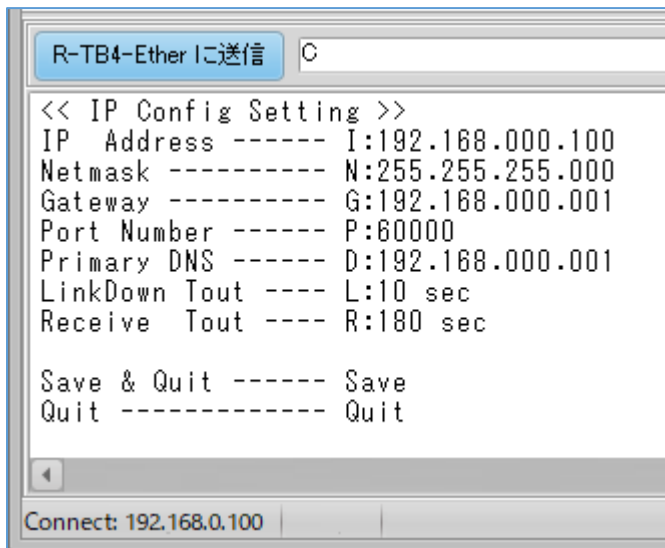 R-TB4-Ether に送信 C
<< IP Config Setting >>
IP  Address ------ I:192.168.000.100
Netmask ---------- N:255.255.255.000
Gateway ---------- G:192.168.000.001
Port Number ------ P:60000
Primary DNS ------ D:192.168.000.001
LinkDown Tout ---- L:10 sec
Receive  Tout ---- R:180 sec
Save & Quit ------ Save
Quit ------------- Quit
Connect: 192.168.0.100